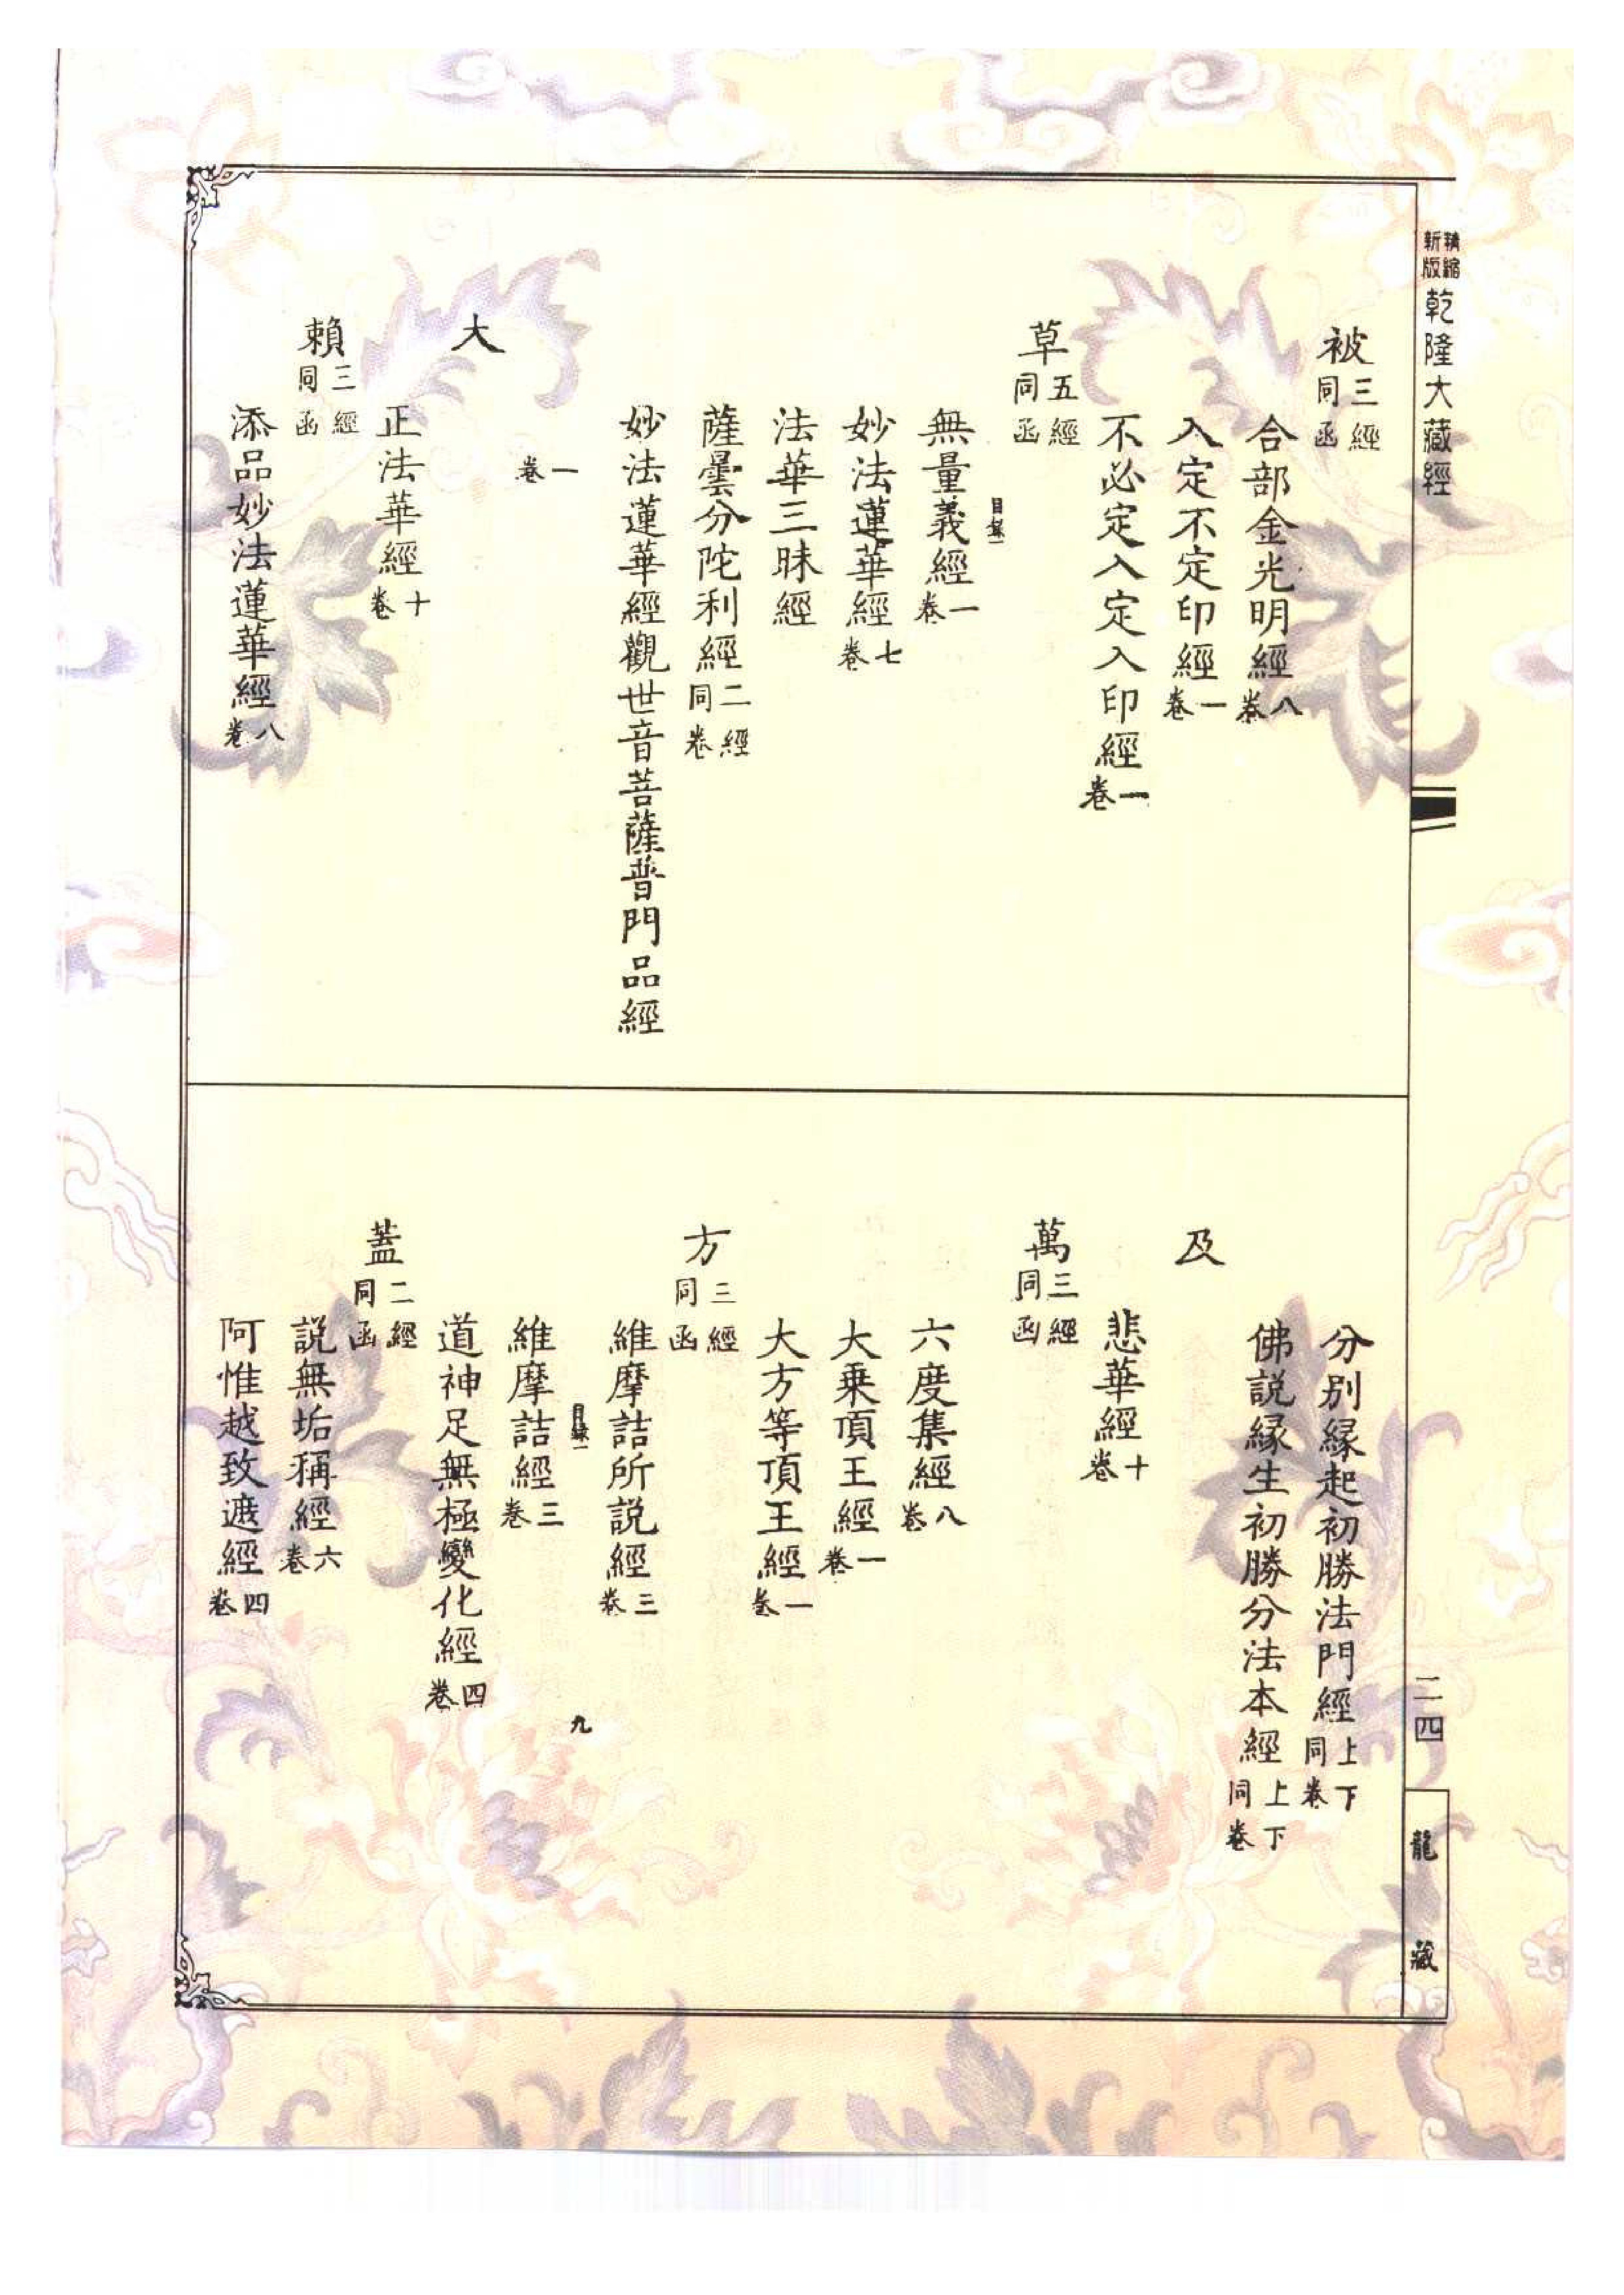 精縮新版
乾隆大藏經
被三經同函
合部金光明經八卷
入定不定印經一卷
不必定入定入印經一卷
草五經同函
目錄一
無量義經一卷
妙法蓮華經七卷
法華三昧經
薩曇分陀利經二經同卷
妙法蓮華經觀世音菩薩普門品經
一卷
大
正法華經十卷
賴三經同函
添品妙法蓮華經八卷
二四
龍藏
分別緣起初勝法門經上下同卷
佛說緣生初勝分法本經上下同卷
及
悲華經十卷
萬三經同函
六度集經八卷
大乘頂王經一卷
大方等頂王經一卷
方三經同函
維摩詰所說經三卷
目錄一
九
維摩詰經三卷
道神足無極變化經四卷
蓋二經同函
說無垢稱經六卷
阿惟越致遮經四卷